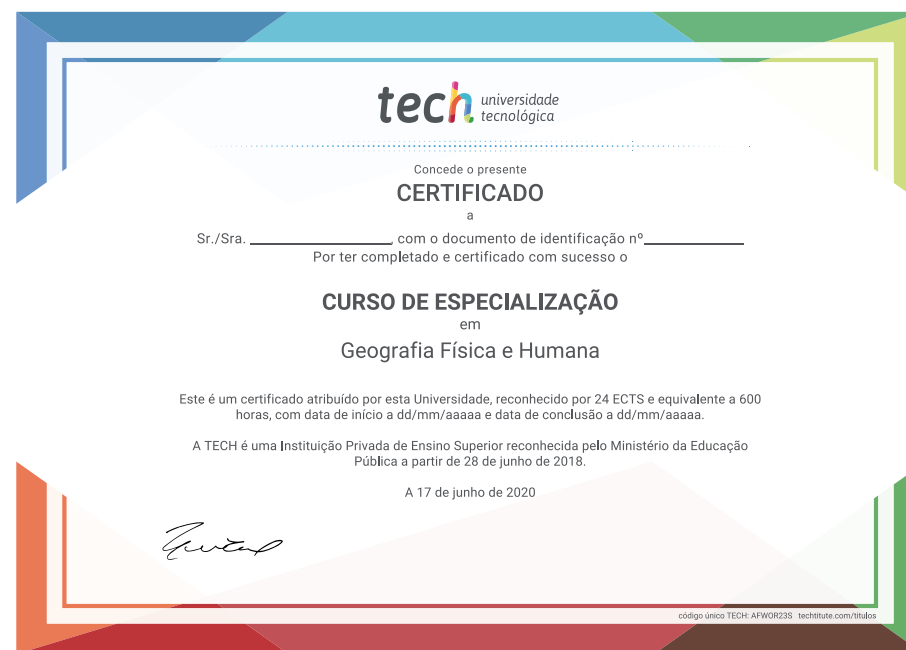 tech universidade
tecnológica
Concede o presente
CERTIFICADO
a
Sr./Sra. , com o documento de identificação nº
Por ter completado e certificado com sucesso o
CURSO DE ESPECIALIZAÇÃO
em
Geografia Física e Humana
Este é um certificado atribuído por esta Universidade, reconhecido por 24 ECTS e equivalente a 600
horas, com data de início a dd/mm/aaaaa e data de conclusão a dd/mm/aaaaa.
A TECH é uma Instituição Privada de Ensino Superior reconhecida pelo Ministério da Educação
Pública a partir de 28 de junho de 2018.
A 17 de junho de 2020
código único TECH: AFWOR23S techtitute.com/titulos